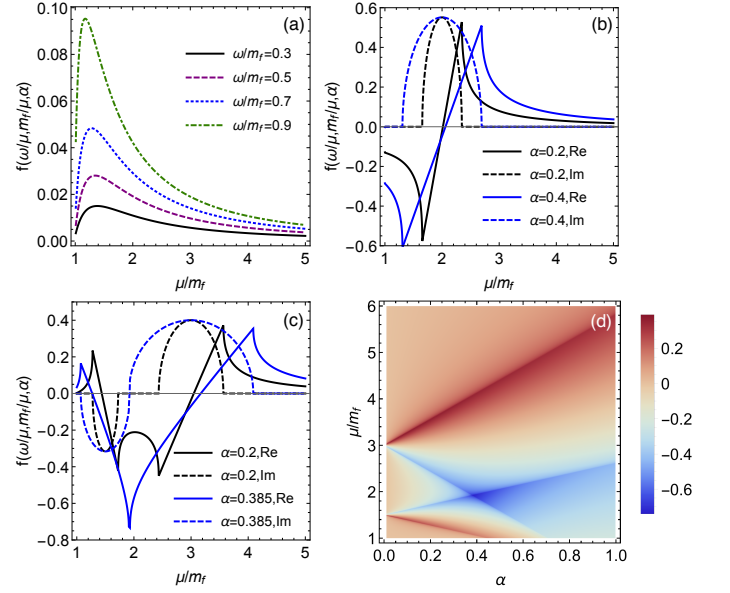 (a)
f(ω/μ,m_f/μ,α)
0.10
0.08
0.06
0.04
0.02
0.00
ω/m_f=0.3
ω/m_f=0.5
ω/m_f=0.7
ω/m_f=0.9
1 2 3 4 5
μ/m_f
(b)
f(ω/μ,m_f/μ,α)
0.6
0.4
0.2
0.0
−0.2
−0.4
−0.6
α=0.2,Re
α=0.2,Im
α=0.4,Re
α=0.4,Im
1 2 3 4 5
μ/m_f
(c)
f(ω/μ,m_f/μ,α)
0.4
0.2
0.0
−0.2
−0.4
−0.6
−0.8
α=0.2,Re
α=0.2,Im
α=0.385,Re
α=0.385,Im
1 2 3 4 5
μ/m_f
(d)
μ/m_f
6
5
4
3
2
1
0.0 0.2 0.4 0.6 0.8 1.0
α
0.2
0
−0.2
−0.4
−0.6